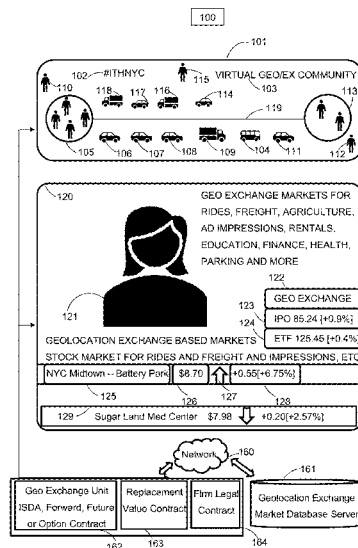 100
101
110
102
#ITHNYC
115
VIRTUAL GEO/EX COMMUNITY
103
113
118
117
116
114
119
105
106
107
108
109
104
111
112
120
GEO EXCHANGE MARKETS FOR
RIDES, FREIGHT, AGRICULTURE,
AD IMPRESSIONS, RENTALS,
EDUCATION, FINANCE, HEALTH,
PARKING AND MORE
122
121
GEO EXCHANGE
123
IPO 85.24 [+0.9%]
124
ETF 125.45 [+0.4%]
GEOLOCATION EXCHANGE BASED MARKETS
STOCK MARKET FOR RIDES AND FREIGHT AND IMPRESSIONS, ETC
NYC Midtown -- Battery Park
$8.70
+0.55[+6.75%]
125
126
127
128
129
Sugar Land Med Center
$7.98
+0.20[+2.57%]
Network
160
161
Geo Exchange Unit
ISDA, Forward, Future
or Option Contract
Replacement
Value Contract
Firm Legal
Contract
Geolocation Exchange
Market Database Server
162
163
164